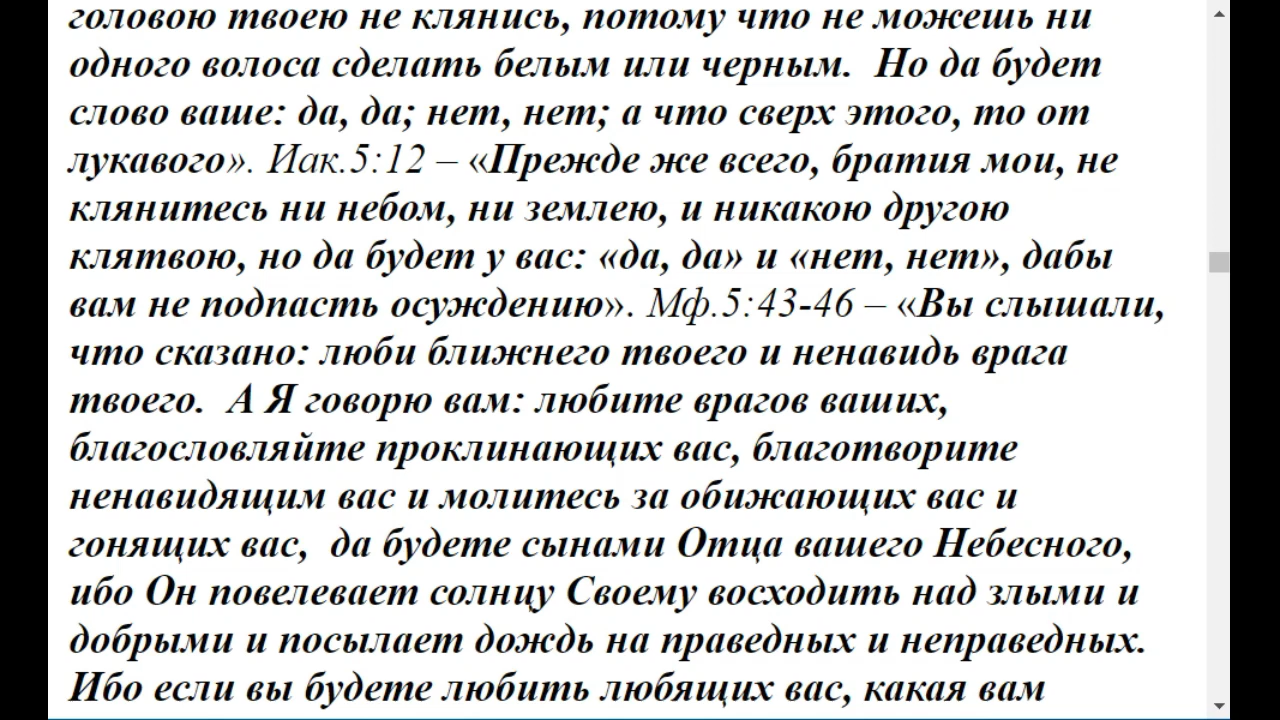 головою твоею не клянись, потому что не можешь ни
одного волоса сделать белым или черным.  Но да будет
слово ваше: да, да; нет, нет; а что сверх этого, то от
лукавого». Иак.5:12 – «Прежде же всего, братия мои, не
клянитесь ни небом, ни землею, и никакою другою
клятвою, но да будет у вас: «да, да» и «нет, нет», дабы
вам не подпасть осуждению». Мф.5:43-46 – «Вы слышали,
что сказано: люби ближнего твоего и ненавидь врага
твоего.  А Я говорю вам: любите врагов ваших,
благословляйте проклинающих вас, благотворите
ненавидящим вас и молитесь за обижающих вас и
гонящих вас,  да будете сынами Отца вашего Небесного,
ибо Он повелевает солнцу Своему восходить над злыми и
добрыми и посылает дождь на праведных и неправедных.
Ибо если вы будете любить любящих вас, какая вам